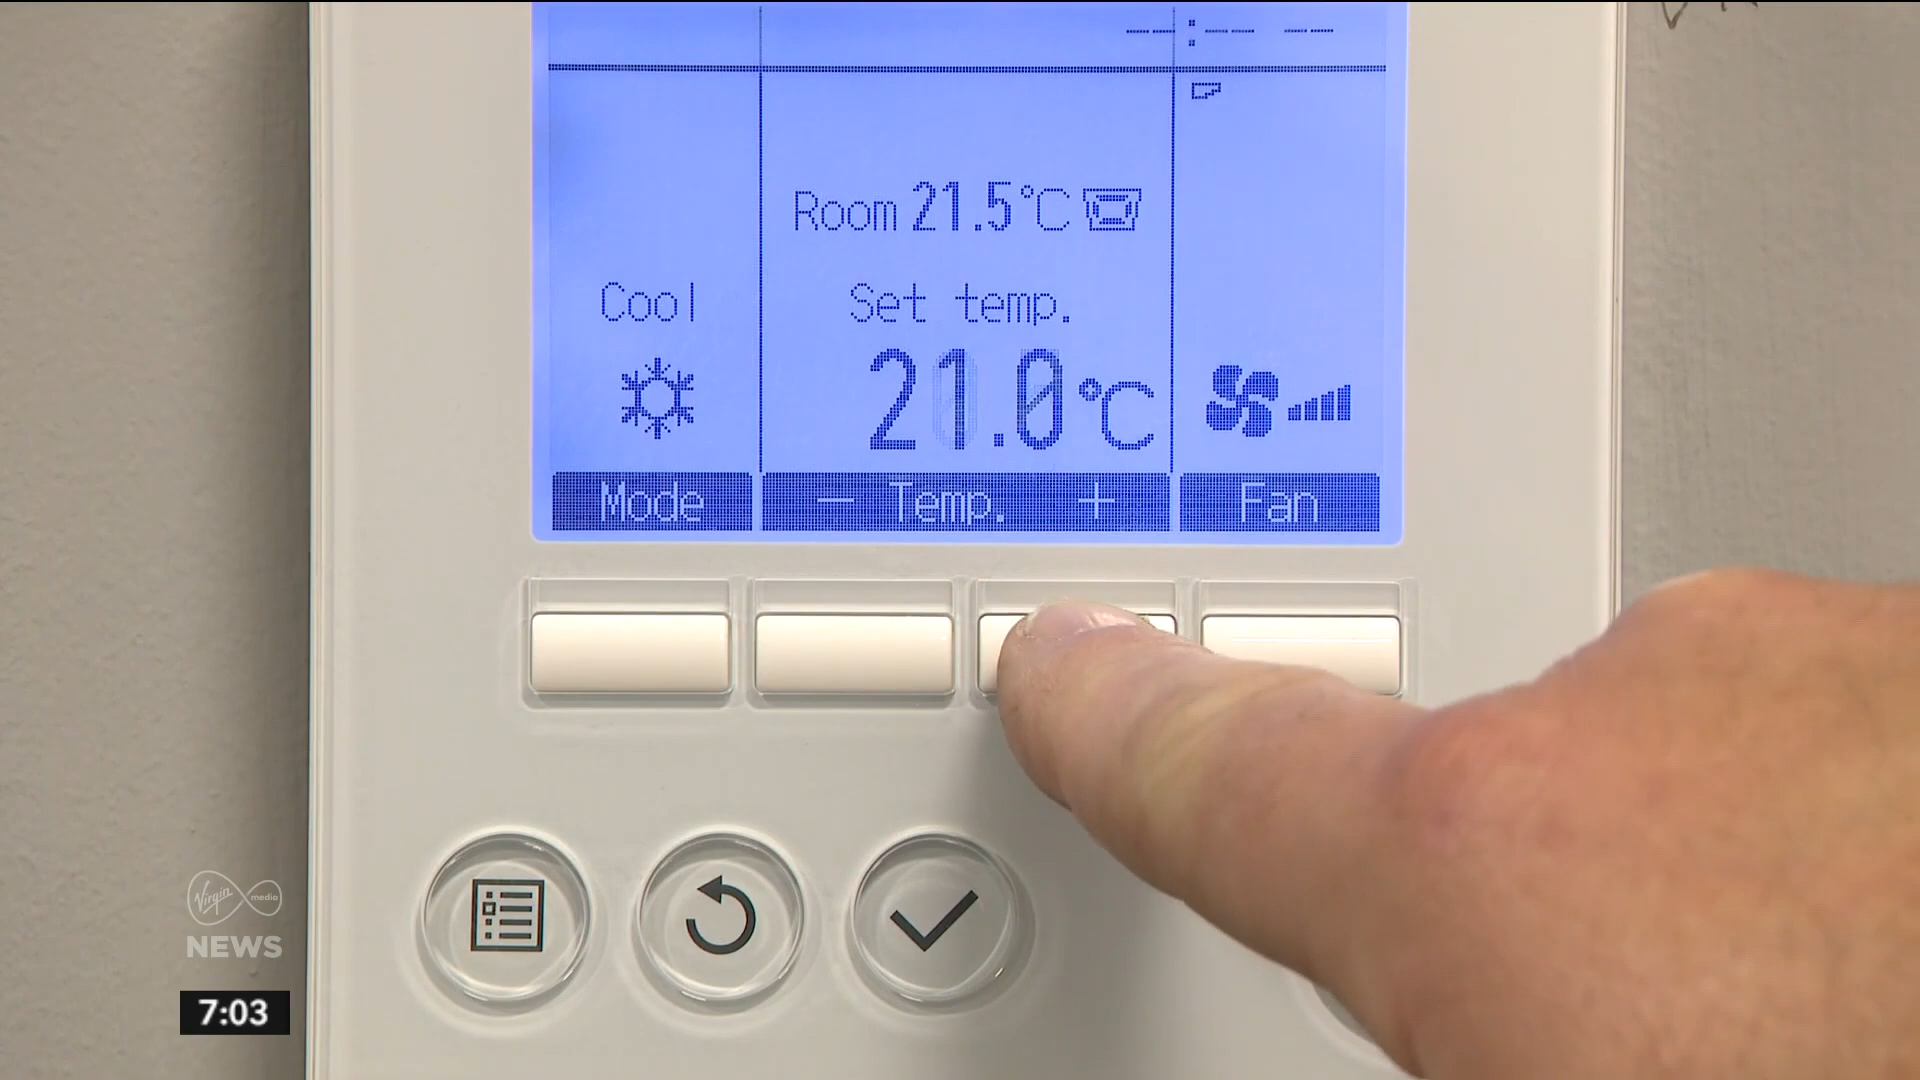 --:-- --
Room 21.5°C
Cool
Set temp.
21.0°C
Mode
− Temp. +
Fan
Virgin media
NEWS
7:03